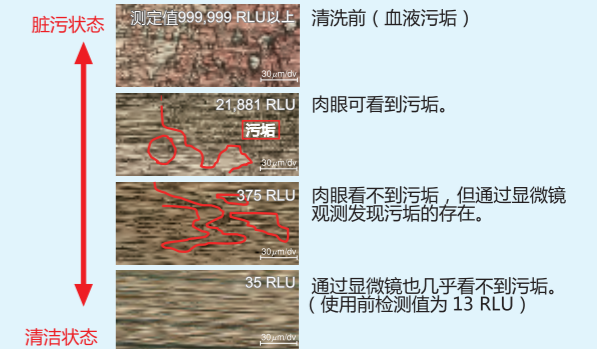 脏污状态
测定值999,999 RLU以上
清洗前（血液污垢）
30μm/dv
21,881 RLU
肉眼可看到污垢。
污垢
30μm/dv
375 RLU
肉眼看不到污垢，但通过显微镜
观测发现污垢的存在。
30μm/dv
35 RLU
通过显微镜也几乎看不到污垢。
（使用前检测值为 13 RLU）
30μm/dv
清洁状态